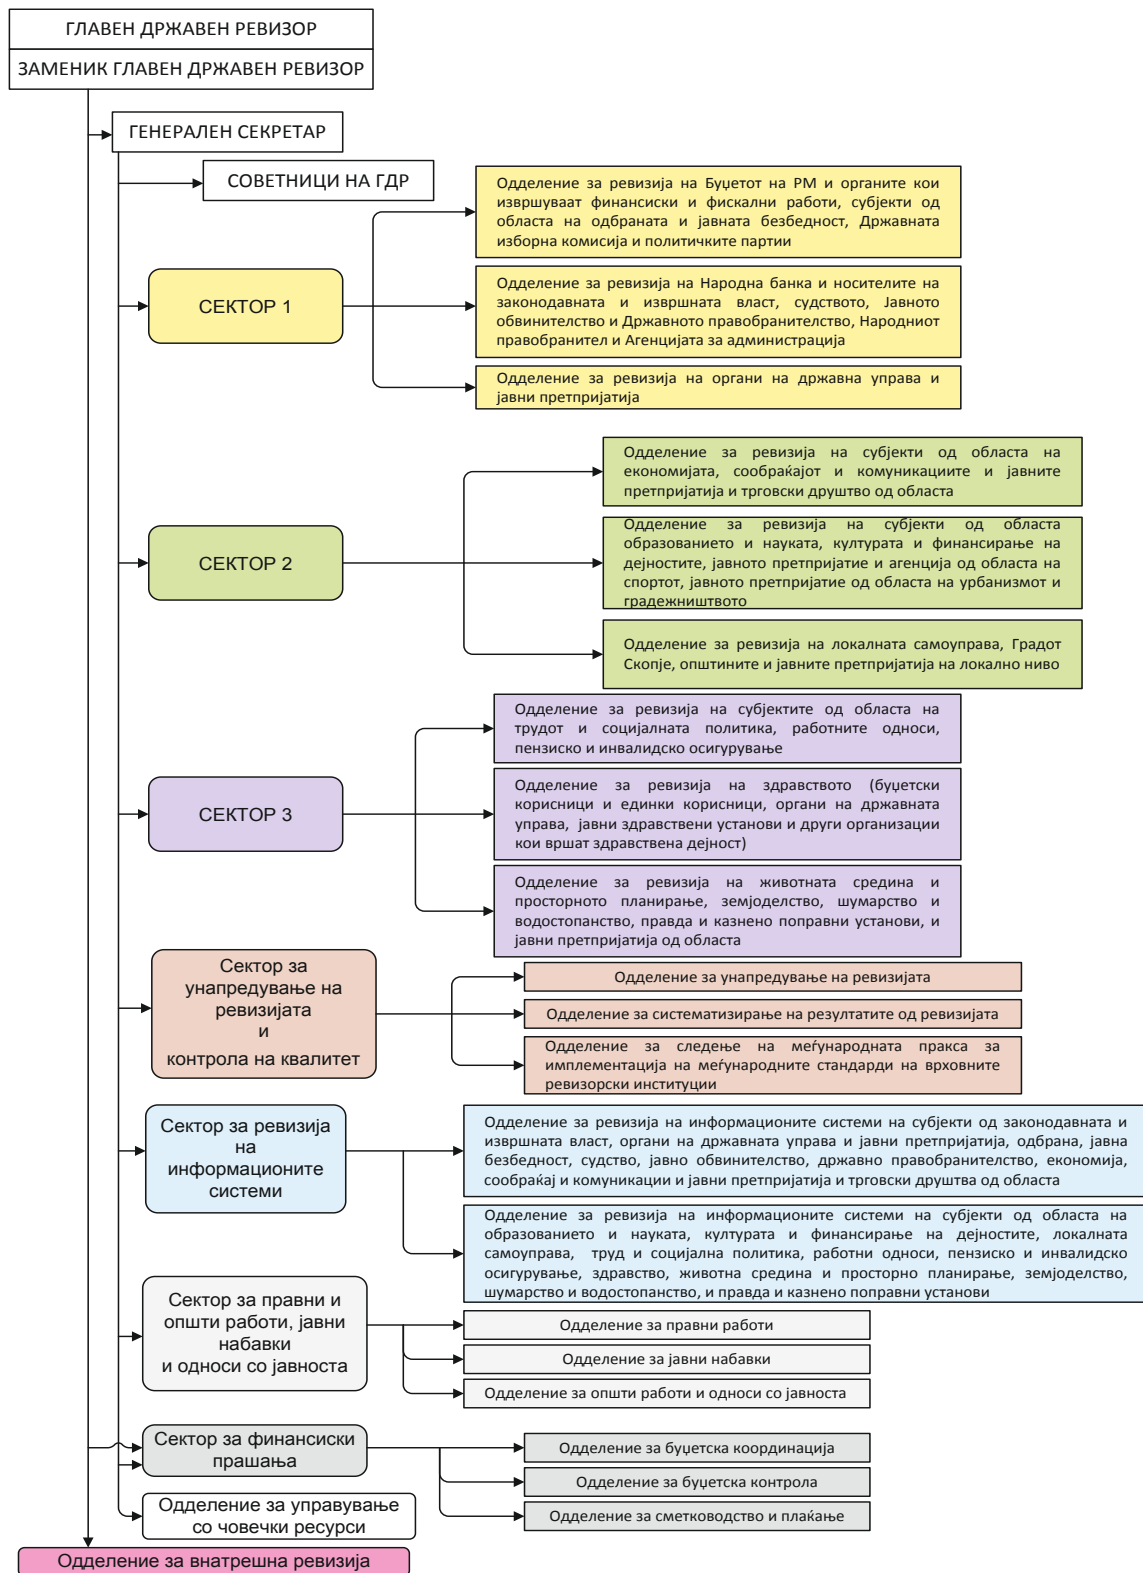 ГЛАВЕН ДРЖАВЕН РЕВИЗОР
ЗАМЕНИК ГЛАВЕН ДРЖАВЕН РЕВИЗОР
ГЕНЕРАЛЕН СЕКРЕТАР
СОВЕТНИЦИ НА ГДР
СЕКТОР 1
Одделение за ревизија на Буџетот на РМ и органите кои
извршуваат финансиски и фискални работи, субјекти од
областа на одбраната и јавната безбедност, Државната
изборна комисија и политичките партии
Одделение за ревизија на Народна банка и носителите на
законодавната и извршната власт, судството, Јавното
обвинителство и Државното правобранителство, Народниот
правобранител и Агенцијата за администрација
Одделение за ревизија на органи на државна управа и
јавни претпријатија
СЕКТОР 2
Одделение за ревизија на субјекти од областа на
економијата, сообраќајот и комуникациите и јавните
претпријатија и трговски друштво од областа
Одделение за ревизија на субјекти од областа
образованието и науката, културата и финансирање на
дејностите, јавното претпријатие и агенција од областа на
спортот, јавното претпријатие од областа на урбанизмот и
градежништвото
Одделение за ревизија на локалната самоуправа, Градот
Скопје, општините и јавните претпријатија на локално ниво
СЕКТОР 3
Одделение за ревизија на субјектите од областа на
трудот и социјалната политика, работните односи,
пензиско и инвалидско осигурување
Одделение за ревизија на здравството (буџетски
корисници и единки корисници, органи на државната
управа, јавни здравствени установи и други организации
кои вршат здравствена дејност)
Одделение за ревизија на животната средина и
просторното планирање, земјоделство, шумарство и
водостопанство, правда и казнено поправни установи, и
јавни претпријатија од областа
Сектор за
унапредување на
ревизијата
и
контрола на квалитет
Одделение за унапредување на ревизијата
Одделение за систематизирање на резултатите од ревизијата
Одделение за следење на меѓународната пракса за
имплементација на меѓународните стандарди на врховните
ревизорски институции
Сектор за ревизија
на
информационите
системи
Одделение за ревизија на информационите системи на субјекти од законодавната и
извршната власт, органи на државната управа и јавни претпријатија, одбрана, јавна
безбедност, судство, јавно обвинителство, државно правобранителство, економија,
сообраќај и комуникации и јавни претпријатија и трговски друштва од областа
Одделение за ревизија на информационите системи на субјекти од областа на
образованието и науката, културата и финансирање на дејностите, локалната
самоуправа, труд и социјална политика, работни односи, пензиско и инвалидско
осигурување, здравство, животна средина и просторно планирање, земјоделство,
шумарство и водостопанство, и правда и казнено поправни установи
Сектор за правни и
општи работи, јавни
набавки
и односи со јавноста
Одделение за правни работи
Одделение за јавни набавки
Одделение за општи работи и односи со јавноста
Сектор за финансиски
прашања
Одделение за буџетска координација
Одделение за буџетска контрола
Одделение за сметководство и плаќање
Одделение за управување
со човечки ресурси
Одделение за внатрешна ревизија